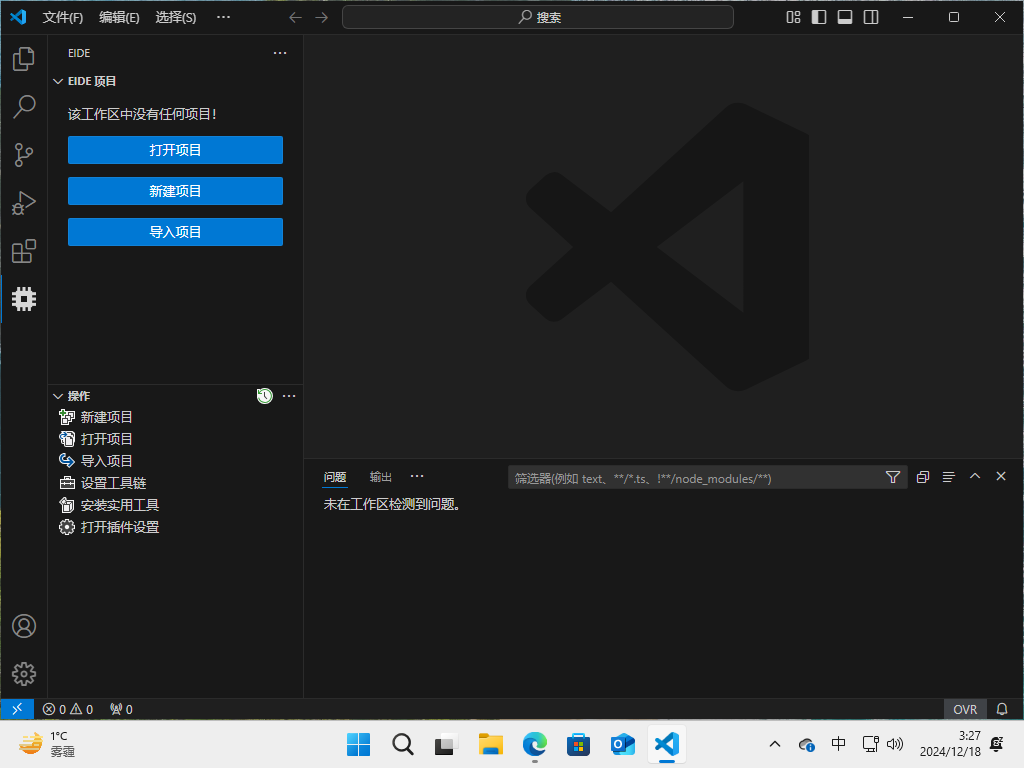 文件(F) 编辑(E) 选择(S) ··· 搜索
EIDE ···
EIDE 项目
该工作区中没有任何项目!
打开项目
新建项目
导入项目
操作 ···
新建项目
打开项目
导入项目
设置工具链
安装实用工具
打开插件设置
问题 输出 ··· 筛选器(例如 text、**/*.ts、!**/node_modules/**)
未在工作区检测到问题。
0 0 0 OVR
1°C
雾霾
中
3:27
2024/12/18